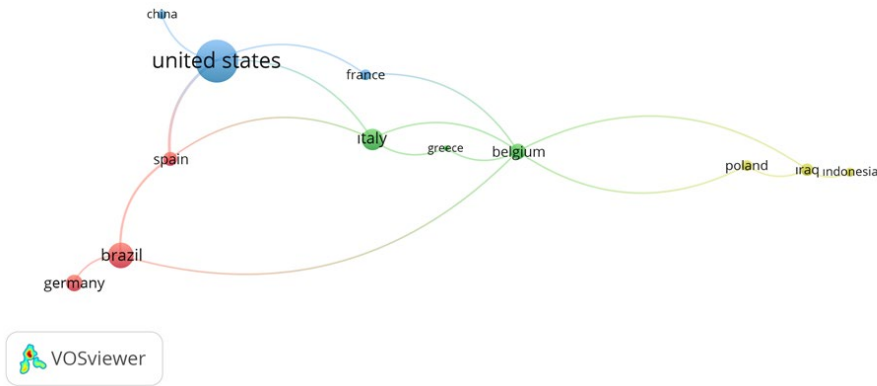 china
united states
france
italy
greece
belgium
spain
poland
iraq
indonesia
brazil
germany
VOSviewer